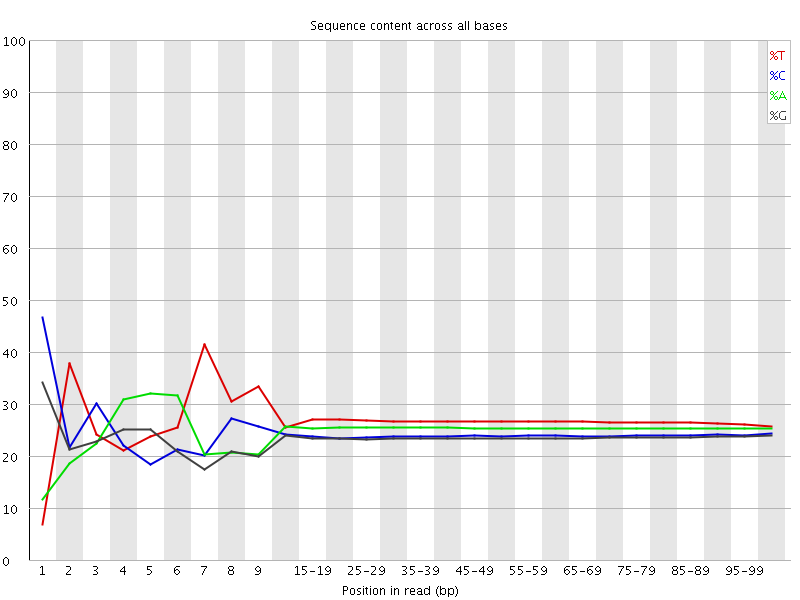 Sequence content across all bases
100
90
80
70
60
50
40
30
20
10
0
%T
%C
%A
%G
1 2 3 4 5 6 7 8 9 15-19 25-29 35-39 45-49 55-59 65-69 75-79 85-89 95-99
Position in read (bp)